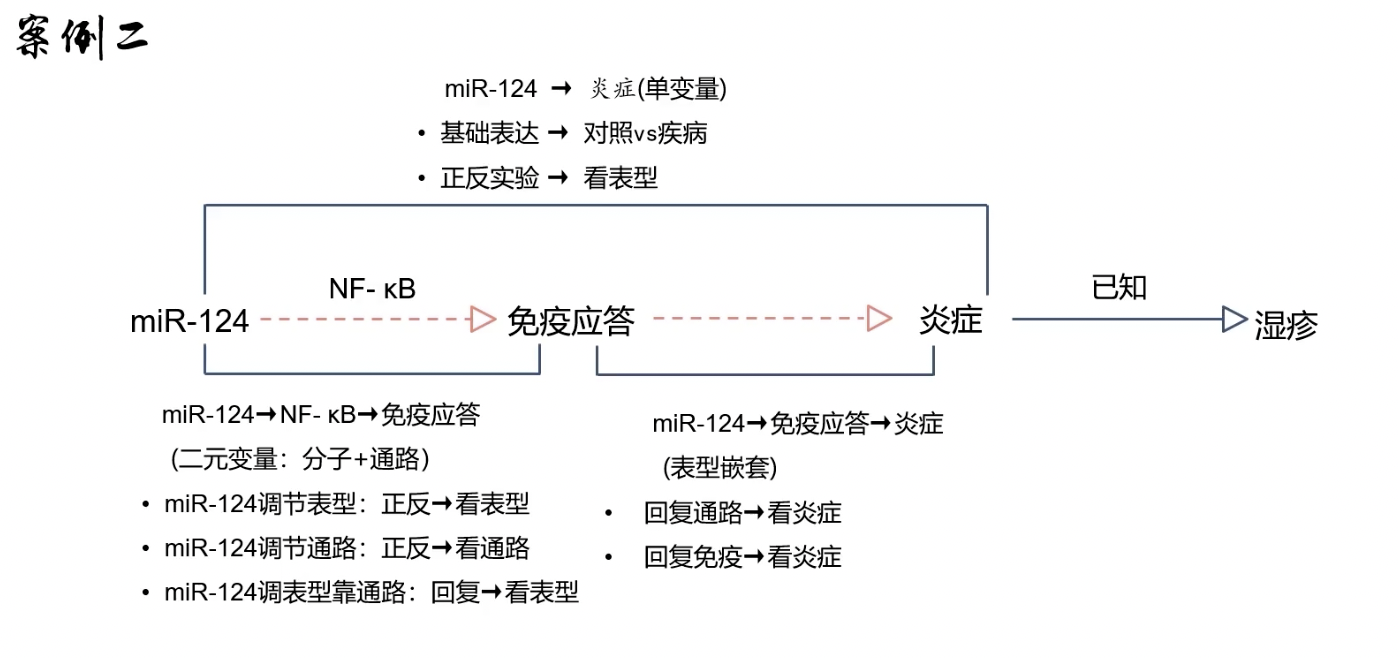 案例二
miR-124 → 炎症(单变量)
• 基础表达 → 对照vs疾病
• 正反实验 → 看表型
NF- κB
已知
miR-124
免疫应答
炎症
湿疹
miR-124→NF- κB→免疫应答
(二元变量：分子+通路)
• miR-124调节表型：正反→看表型
• miR-124调节通路：正反→看通路
• miR-124调表型靠通路：回复→看表型
miR-124→免疫应答→炎症
(表型嵌套)
• 回复通路→看炎症
• 回复免疫→看炎症